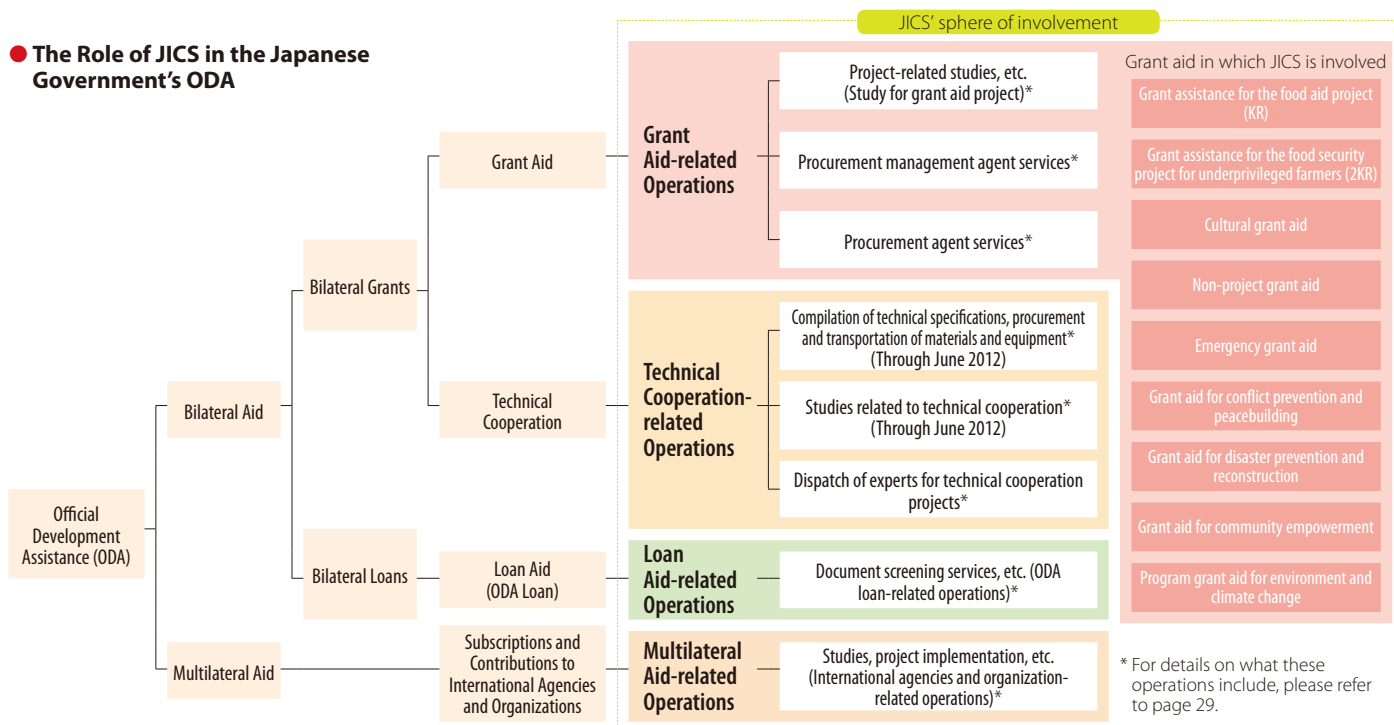 JICS' sphere of involvement
● The Role of JICS in the Japanese
Government's ODA
Official
Development
Assistance (ODA)
Bilateral Aid
Multilateral Aid
Bilateral Grants
Bilateral Loans
Grant Aid
Technical
Cooperation
Loan Aid
(ODA Loan)
Subscriptions and
Contributions to
International Agencies
and Organizations
Grant
Aid-related
Operations
Project-related studies, etc.
(Study for grant aid project)*
Procurement management agent services*
Procurement agent services*
Technical
Cooperation-
related
Operations
Compilation of technical specifications, procurement
and transportation of materials and equipment*
(Through June 2012)
Studies related to technical cooperation*
(Through June 2012)
Dispatch of experts for technical cooperation
projects*
Loan
Aid-related
Operations
Document screening services, etc. (ODA
loan-related operations)*
Multilateral
Aid-related
Operations
Studies, project implementation, etc.
(International agencies and organization-
related operations)*
Grant aid in which JICS is involved
Grant assistance for the food aid project
(KR)
Grant assistance for the food security
project for underprivileged farmers (2KR)
Cultural grant aid
Non-project grant aid
Emergency grant aid
Grant aid for conflict prevention and
peacebuilding
Grant aid for disaster prevention and
reconstruction
Grant aid for community empowerment
Program grant aid for environment and
climate change
* For details on what these
operations include, please refer
to page 29.